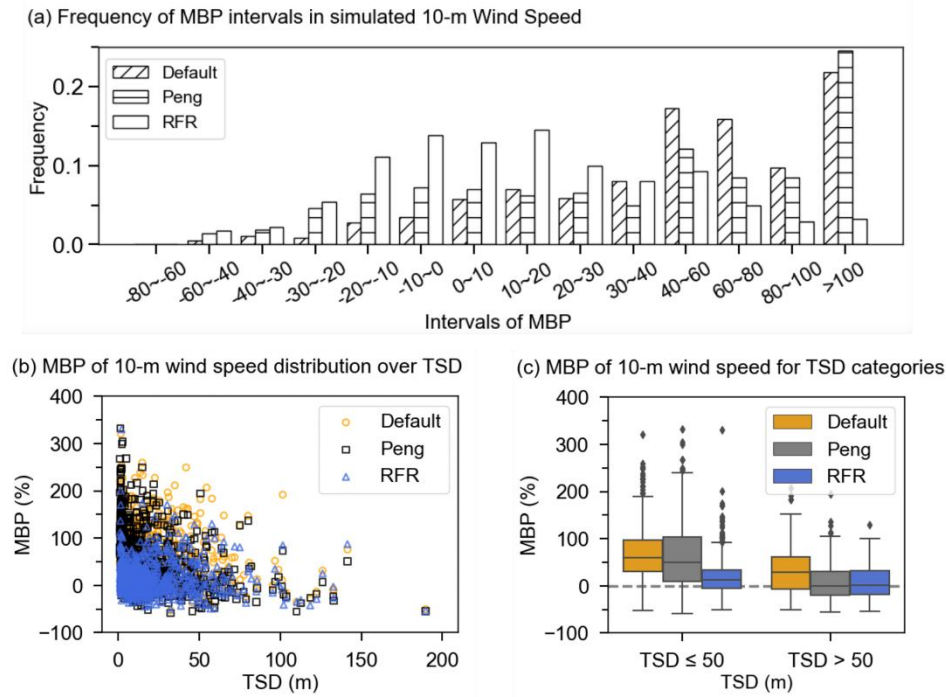 (a) Frequency of MBP intervals in simulated 10-m Wind Speed
Default
Peng
RFR
Frequency
0.2
0.1
0.0
-80~-60
-60~-40
-40~-30
-30~-20
-20~-10
-10~0
0~10
10~20
20~30
30~40
40~60
60~80
80~100
>100
Intervals of MBP
(b) MBP of 10-m wind speed distribution over TSD
MBP (%)
400
300
200
100
0
−100
Default
Peng
RFR
0
50
100
150
200
TSD (m)
(c) MBP of 10-m wind speed for TSD categories
MBP (%)
400
300
200
100
0
−100
Default
Peng
RFR
TSD ≤ 50
TSD > 50
TSD (m)